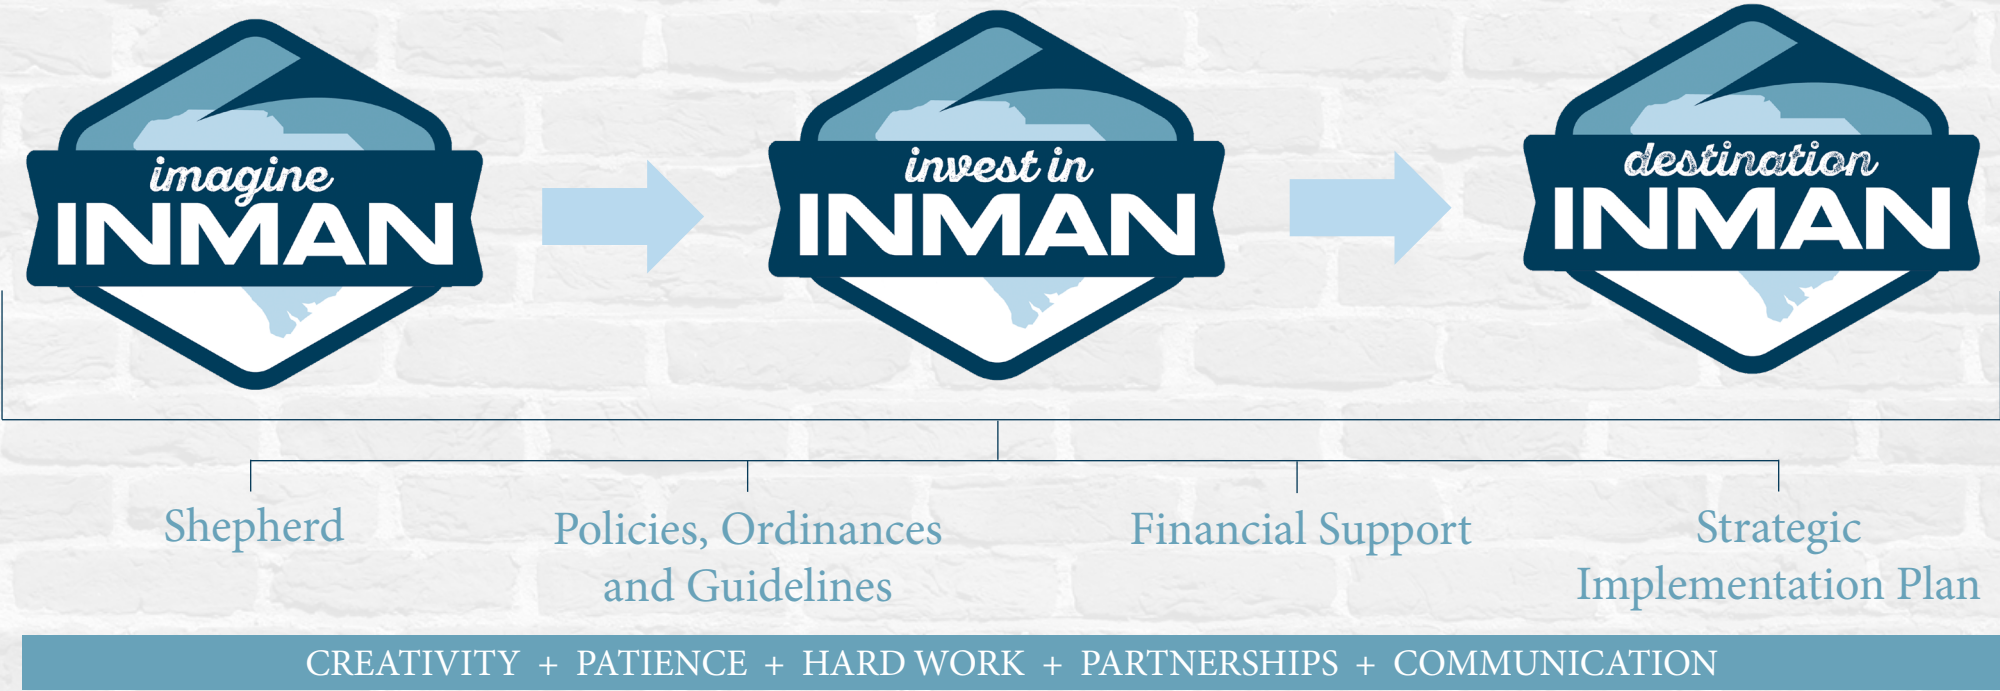 imagine
INMAN
invest in
INMAN
destination
INMAN
Shepherd
Policies, Ordinances
and Guidelines
Financial Support
Strategic
Implementation Plan
CREATIVITY + PATIENCE + HARD WORK + PARTNERSHIPS + COMMUNICATION